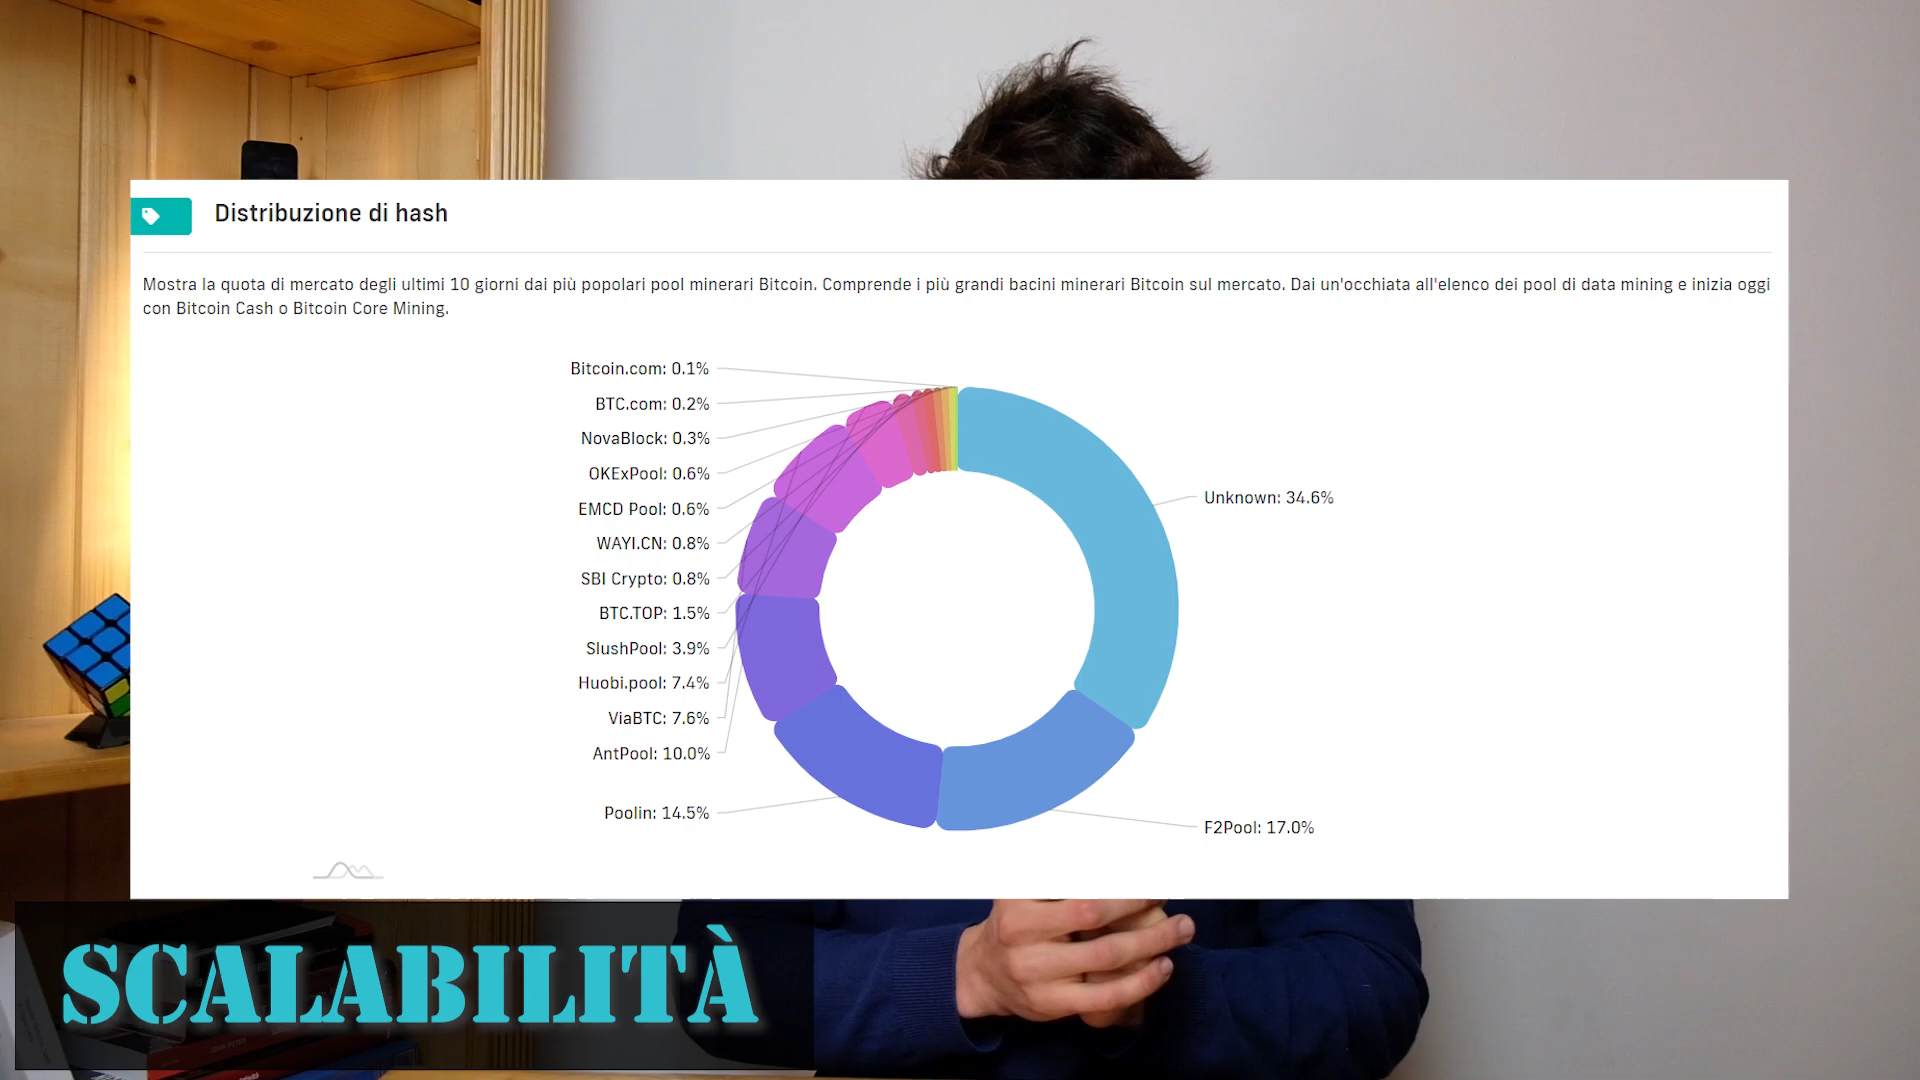 Distribuzione di hash
Mostra la quota di mercato degli ultimi 10 giorni dai più popolari pool minerari Bitcoin. Comprende i più grandi bacini minerari Bitcoin sul mercato. Dai un'occhiata all'elenco dei pool di data mining e inizia oggi
con Bitcoin Cash o Bitcoin Core Mining.
Bitcoin.com: 0.1%
BTC.com: 0.2%
NovaBlock: 0.3%
OKExPool: 0.6%
EMCD Pool: 0.6%
WAYI.CN: 0.8%
SBI Crypto: 0.8%
BTC.TOP: 1.5%
SlushPool: 3.9%
Huobi.pool: 7.4%
ViaBTC: 7.6%
AntPool: 10.0%
Poolin: 14.5%
Unknown: 34.6%
F2Pool: 17.0%
SCALABILITÀ